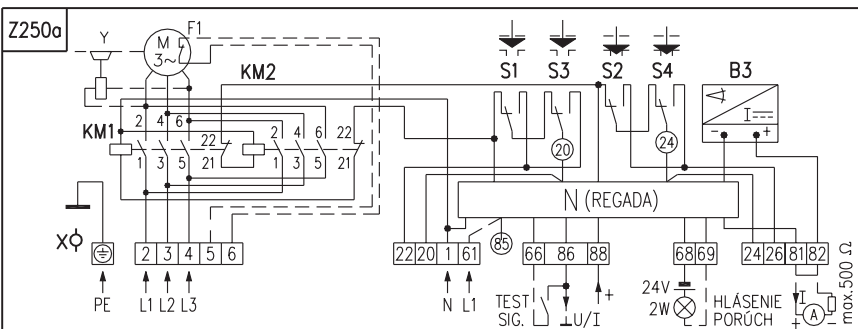 Z250a
Y
M
3~
F1
KM2
S1 S3 S2 S4 B3
I
− +
KM1
2 4 6 22 2 4 6 22
1 3 5 21 1 3 5 21
20
24
N (REGADA)
X
2 3 4 5 6
22 20 1 61
85
66 86 88
68 69
24 26 81 82
PE L1 L2 L3
N L1
TEST
SIG.
U/I
+
24V
2W
HLÁSENIE
PORÚCH
I
A
+ −
max.500 Ω